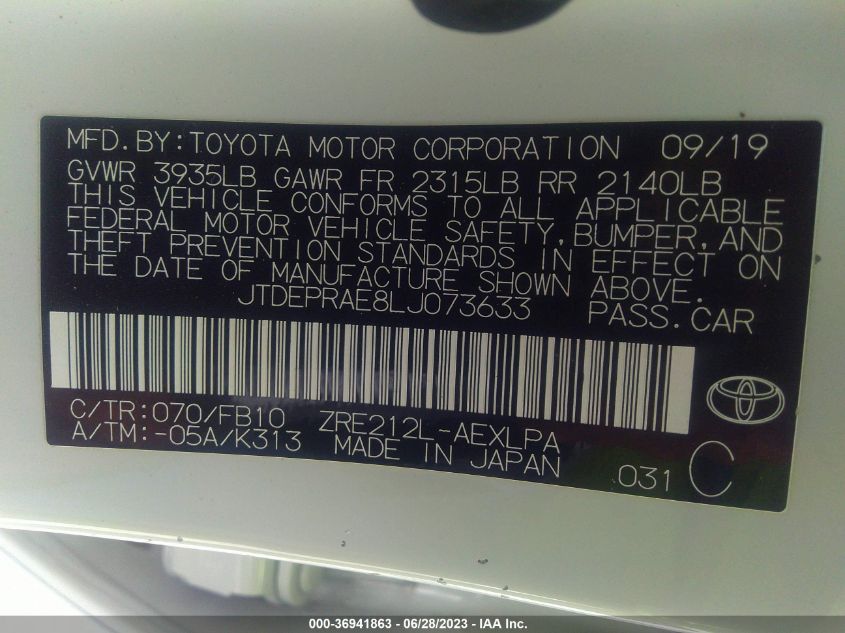 MFD.BY:TOYOTA MOTOR CORPORATION 09/19
GVWR 3935LB GAWR FR 2315LB RR 2140LB
THIS VEHICLE CONFORMS TO ALL APPLICABLE
FEDERAL MOTOR VEHICLE SAFETY,BUMPER,AND
THEFT PREVENTION STANDARDS IN EFFECT ON
THE DATE OF MANUFACTURE SHOWN ABOVE.
JTDEPRAE8LJ073633 PASS.CAR
C/TR:070/FB10 ZRE212L-AEXLPA
A/TM:-05A/K313 MADE IN JAPAN
031 C
000-36941863 - 06/28/2023 - AEA Inc.